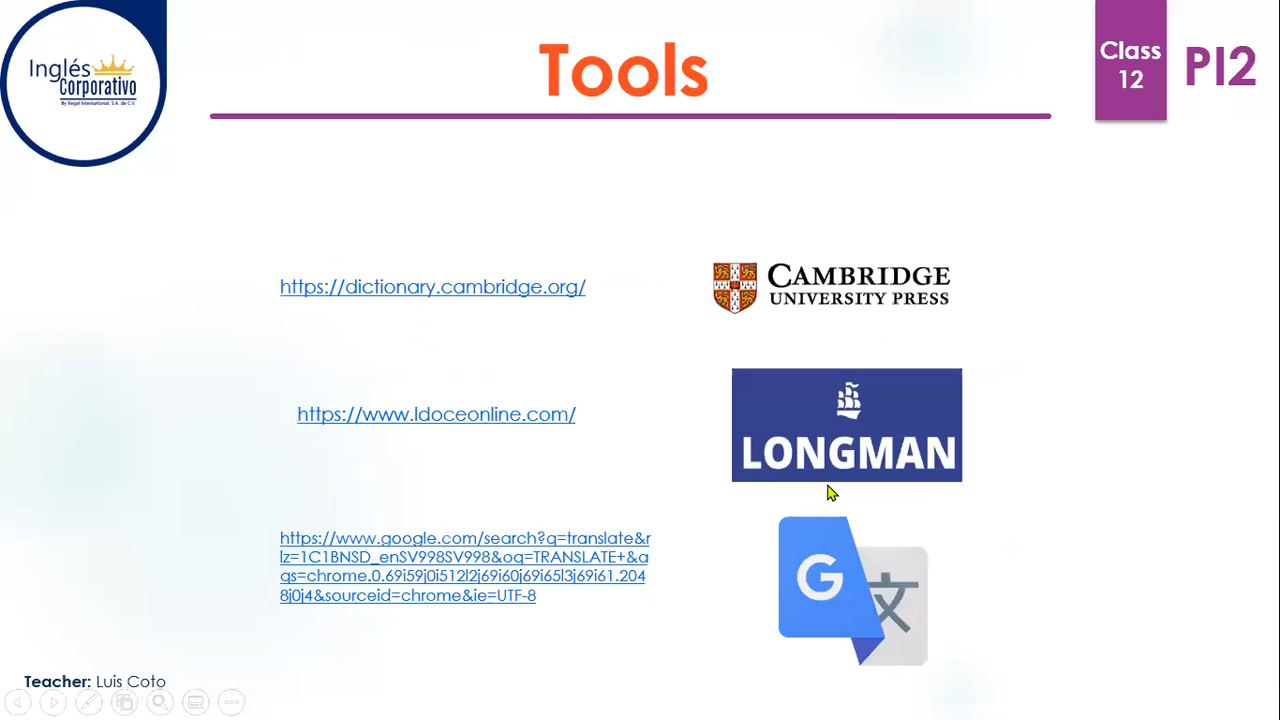 Inglés
Corporativo
By Regal International, S.A. de C.V.
Tools
Class
12
PI2
https://dictionary.cambridge.org/
CAMBRIDGE
UNIVERSITY PRESS
https://www.ldoceonline.com/
LONGMAN
https://www.google.com/search?q=translate&r
lz=1C1BNSD_enSV998SV998&oq=TRANSLATE+&a
qs=chrome.0.69i59j0i512l2j69i60j69i65l3j69i61.204
8j0j4&sourceid=chrome&ie=UTF-8
G
文
Teacher: Luis Coto